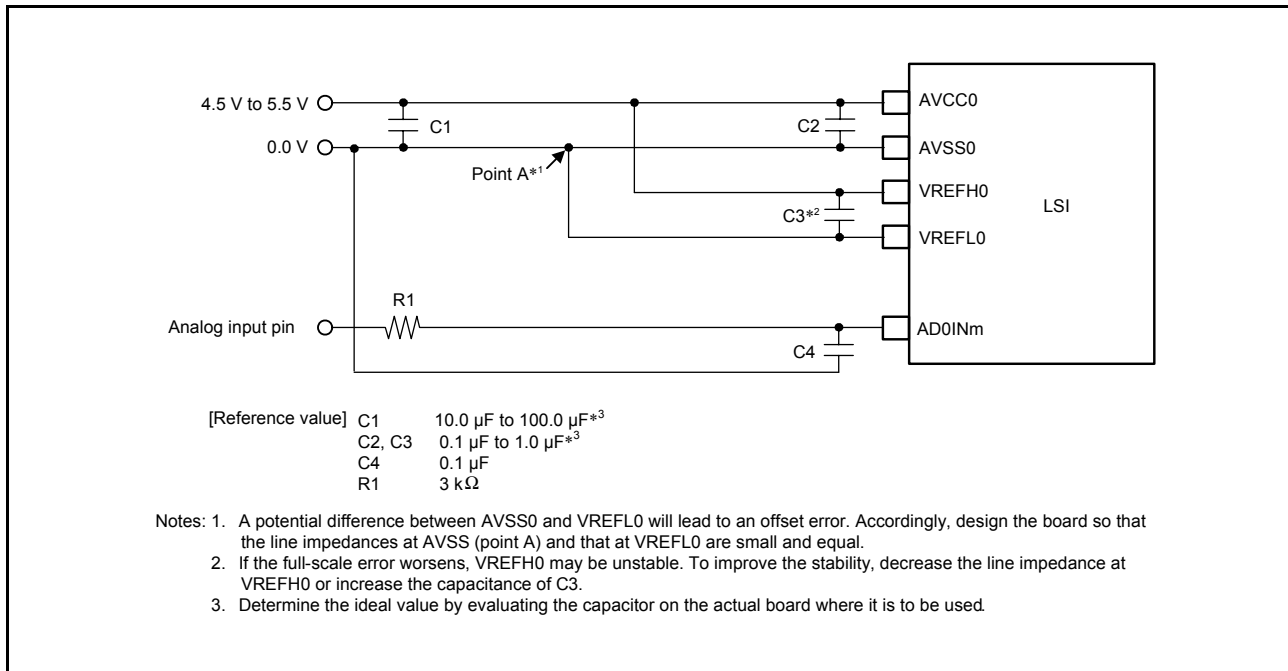 4.5 V to 5.5 V
C1
C2
AVCC0
0.0 V
AVSS0
Point A*1
VREFH0
C3*2
LSI
VREFL0
R1
Analog input pin
AD0INm
C4
[Reference value] C1 10.0 µF to 100.0 µF*3
C2, C3 0.1 µF to 1.0 µF*3
C4 0.1 µF
R1 3 kΩ
Notes: 1. A potential difference between AVSS0 and VREFL0 will lead to an offset error. Accordingly, design the board so that
the line impedances at AVSS (point A) and that at VREFL0 are small and equal.
2. If the full-scale error worsens, VREFH0 may be unstable. To improve the stability, decrease the line impedance at
VREFH0 or increase the capacitance of C3.
3. Determine the ideal value by evaluating the capacitor on the actual board where it is to be used.